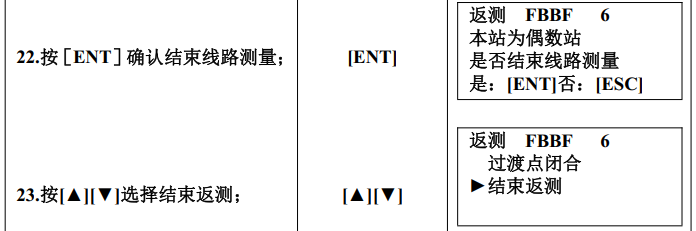 22.按［ENT］确认结束线路测量；
[ENT]
返测 FBBF 6
本站为偶数站
是否结束线路测量
是：[ENT]否：[ESC]
23.按[▲][▼]选择结束返测；
[▲][▼]
返测 FBBF 6
过渡点闭合
►结束返测